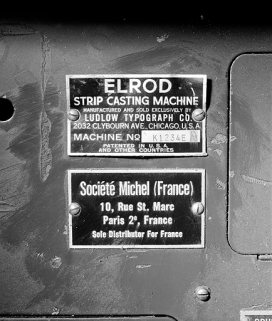 ELROD
STRIP CASTING MACHINE
MANUFACTURED AND SOLD EXCLUSIVELY BY
LUDLOW TYPOGRAPH CO.
2032 CLYBOURN AVE., CHICAGO, U.S.A.
MACHINE NO K1234E
PATENTED IN U.S.A.
AND OTHER COUNTRIES
Société Michel (France)
10, Rue St. Marc
Paris 2e, France
Sole Distributor For France